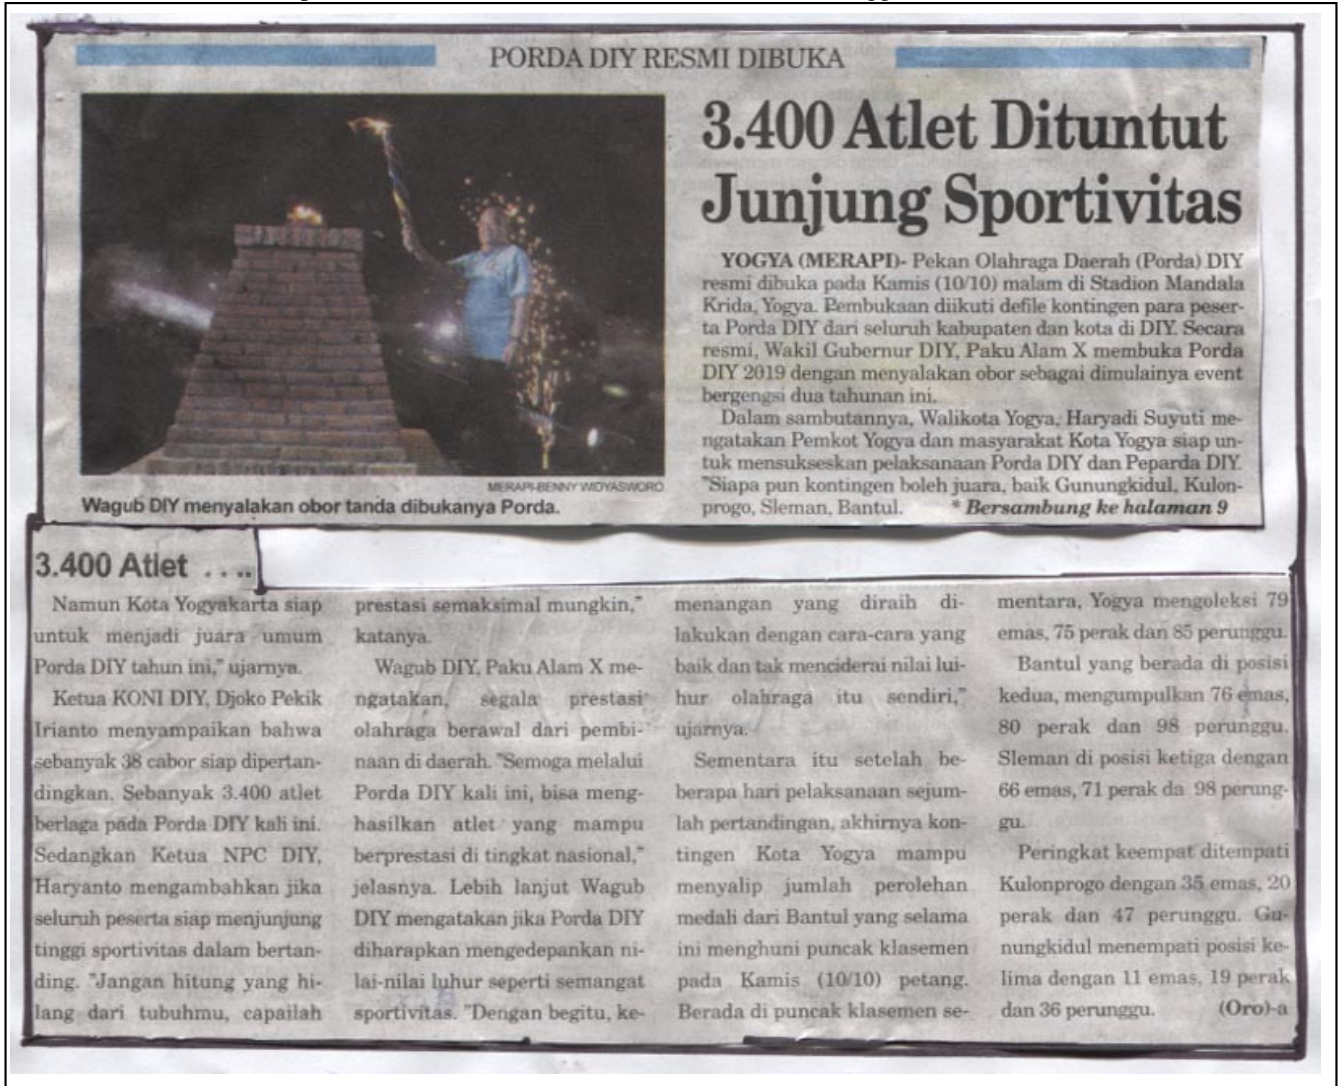 PORDA DIY RESMI DIBUKA
3.400 Atlet Dituntut
Junjung Sportivitas
YOGYA (MERAPI)- Pekan Olahraga Daerah (Porda) DIY
resmi dibuka pada Kamis (10/10) malam di Stadion Mandala
Krida, Yogya. Pembukaan diikuti defile kontingen para peser-
ta Porda DIY dari seluruh kabupaten dan kota di DIY. Secara
resmi, Wakil Gubernur DIY, Paku Alam X membuka Porda
DIY 2019 dengan menyalakan obor sebagai dimulainya event
bergengsi dua tahunan ini.
Dalam sambutannya, Walikota Yogya, Haryadi Suyuti me-
ngatakan Pemkot Yogya dan masyarakat Kota Yogya siap un-
tuk mensukseskan pelaksanaan Porda DIY dan Peparda DIY.
"Siapa pun kontingen boleh juara, baik Gunungkidul, Kulon-
progo, Sleman, Bantul. * Bersambung ke halaman 9
MERAPI-BENNY WIDYASWORO
Wagub DIY menyalakan obor tanda dibukanya Porda.
3.400 Atlet ....
Namun Kota Yogyakarta siap
untuk menjadi juara umum
Porda DIY tahun ini," ujarnya.
Ketua KONI DIY, Djoko Pekik
Irianto menyampaikan bahwa
sebanyak 38 cabor siap dipertan-
dingkan. Sebanyak 3.400 atlet
berlaga pada Porda DIY kali ini.
Sedangkan Ketua NPC DIY,
Haryanto mengambahkan jika
seluruh peserta siap menjunjung
tinggi sportivitas dalam bertan-
ding. "Jangan hitung yang hi-
lang dari tubuhmu, capailah
prestasi semaksimal mungkin,"
katanya.
Wagub DIY, Paku Alam X me-
ngatakan, segala prestasi
olahraga berawal dari pembi-
naan di daerah. "Semoga melalui
Porda DIY kali ini, bisa meng-
hasilkan atlet yang mampu
berprestasi di tingkat nasional,"
jelasnya. Lebih lanjut Wagub
DIY mengatakan jika Porda DIY
diharapkan mengedepankan ni-
lai-nilai luhur seperti semangat
sportivitas. "Dengan begitu, ke-
menangan yang diraih di-
lakukan dengan cara-cara yang
baik dan tak menciderai nilai lui-
hur olahraga itu sendiri,"
ujarnya.
Sementara itu setelah be-
berapa hari pelaksanaan sejum-
lah pertandingan, akhirnya kon-
tingen Kota Yogya mampu
menyalip jumlah perolehan
medali dari Bantul yang selama
ini menghuni puncak klasemen
pada Kamis (10/10) petang.
Berada di puncak klasemen se-
mentara, Yogya mengoleksi 79
emas, 75 perak dan 85 perunggu.
Bantul yang berada di posisi
kedua, mengumpulkan 76 emas,
80 perak dan 98 perunggu.
Sleman di posisi ketiga dengan
66 emas, 71 perak da 98 perung-
gu.
Peringkat keempat ditempati
Kulonprogo dengan 35 emas, 20
perak dan 47 perunggu. Gu-
nungkidul menempati posisi ke-
lima dengan 11 emas, 19 perak
dan 36 perunggu. (Oro)-a